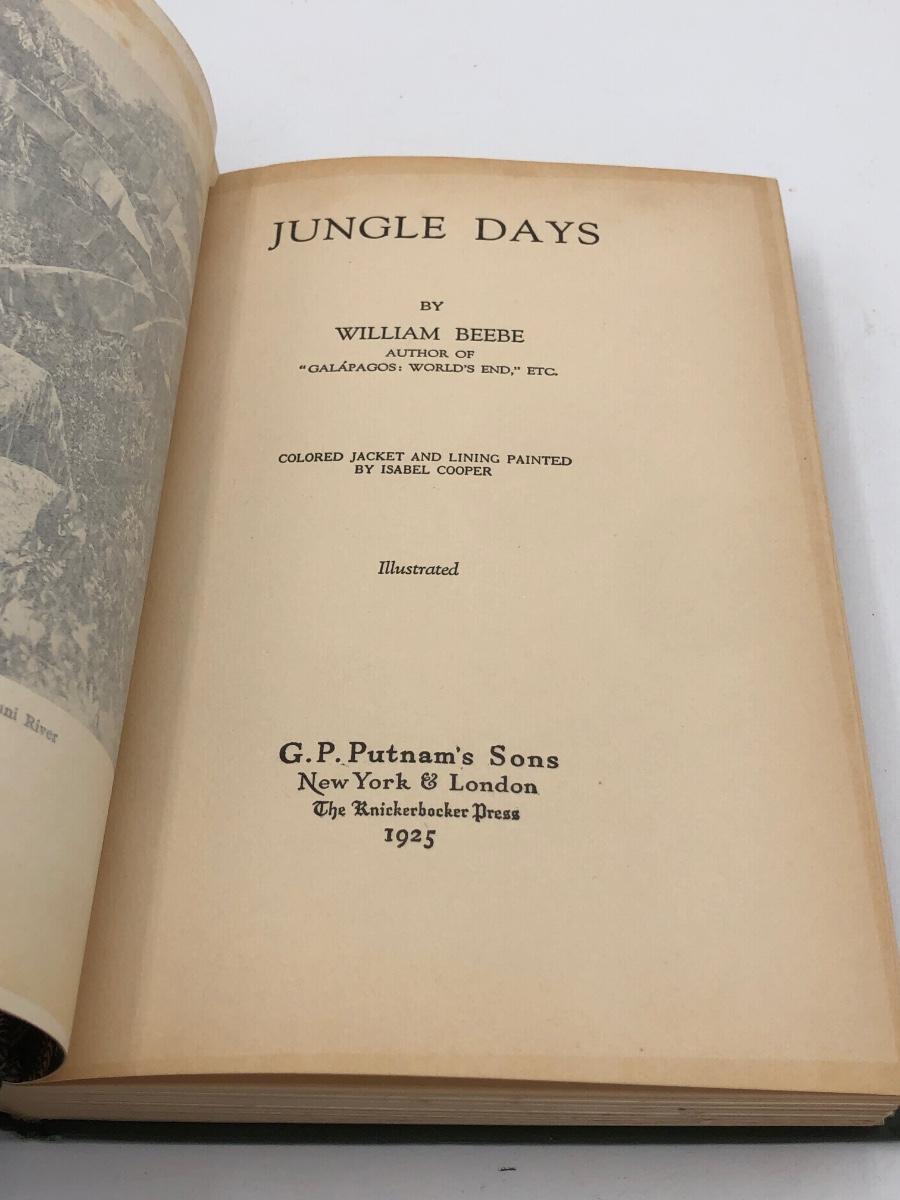 JUNGLE DAYS
BY
WILLIAM BEEBE
AUTHOR OF
"GALÁPAGOS: WORLD'S END," ETC.
COLORED JACKET AND LINING PAINTED
BY ISABEL COOPER
Illustrated
G. P. Putnam's Sons
New York & London
The Knickerbocker Press
1925
River